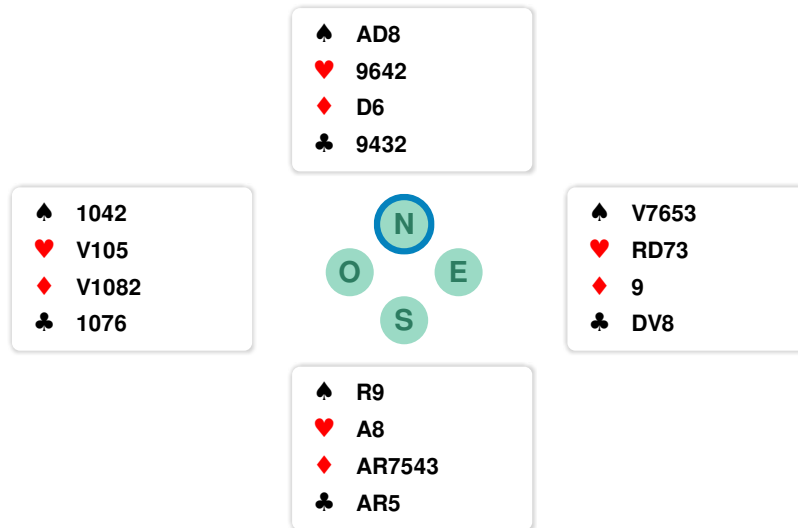 ♠ AD8
♥ 9642
♦ D6
♣ 9432
♠ 1042
♥ V105
♦ V1082
♣ 1076
N
O
E
S
♠ V7653
♥ RD73
♦ 9
♣ DV8
♠ R9
♥ A8
♦ AR7543
♣ AR5